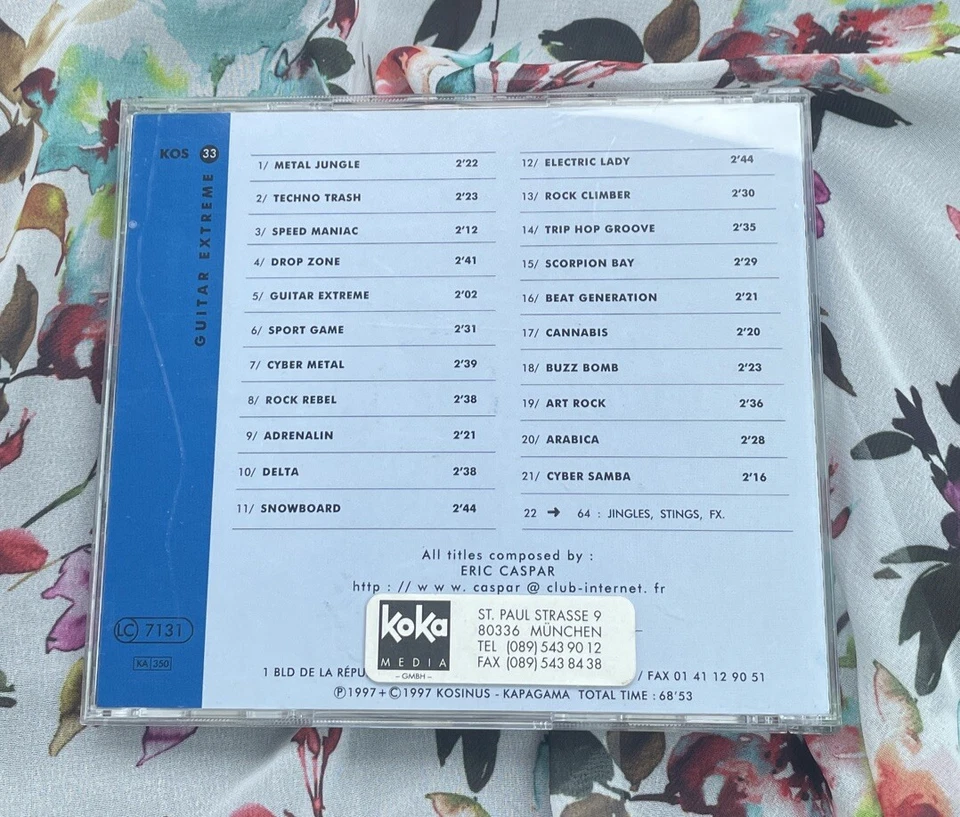 KOS 33
GUITAR EXTREME
1/ METAL JUNGLE 2'22
2/ TECHNO TRASH 2'23
3/ SPEED MANIAC 2'12
4/ DROP ZONE 2'41
5/ GUITAR EXTREME 2'02
6/ SPORT GAME 2'31
7/ CYBER METAL 2'39
8/ ROCK REBEL 2'38
9/ ADRENALIN 2'21
10/ DELTA 2'38
11/ SNOWBOARD 2'44
12/ ELECTRIC LADY 2'44
13/ ROCK CLIMBER 2'30
14/ TRIP HOP GROOVE 2'35
15/ SCORPION BAY 2'29
16/ BEAT GENERATION 2'21
17/ CANNABIS 2'20
18/ BUZZ BOMB 2'23
19/ ART ROCK 2'36
20/ ARABICA 2'28
21/ CYBER SAMBA 2'16
22 → 64 : JINGLES, STINGS, FX.
All titles composed by :
ERIC CASPAR
http : // w w w. caspar @ club-internet. fr
LC 7131
KA 350
koka
MEDIA
– GMBH –
ST. PAUL STRASSE 9
80336 MÜNCHEN
TEL (089) 543 90 12
FAX (089) 543 84 38
1 BLD DE LA RÉPU / FAX 01 41 12 90 51
℗1997+©1997 KOSINUS - KAPAGAMA TOTAL TIME : 68'53